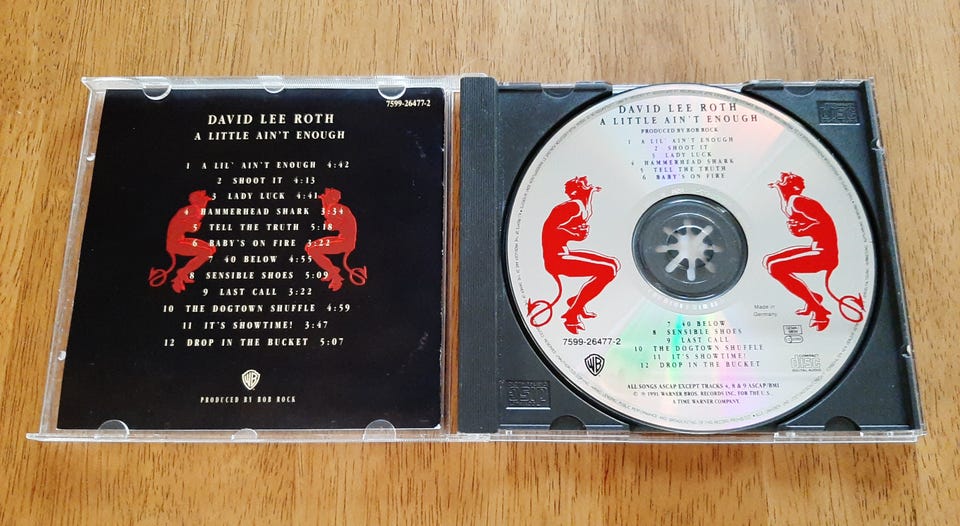 7599-26477-2
DAVID LEE ROTH
A LITTLE AIN'T ENOUGH
1 A LIL' AIN'T ENOUGH 4:42
2 SHOOT IT 4:13
3 LADY LUCK 4:41
4 HAMMERHEAD SHARK 3:34
5 TELL THE TRUTH 5:18
6 BABY'S ON FIRE 3:22
7 40 BELOW 4:55
8 SENSIBLE SHOES 5:09
9 LAST CALL 3:22
10 THE DOGTOWN SHUFFLE 4:59
11 IT'S SHOWTIME! 3:47
12 DROP IN THE BUCKET 5:07
WB
PRODUCED BY BOB ROCK
DAVID LEE ROTH
A LITTLE AIN'T ENOUGH
PRODUCED BY BOB ROCK
1 A LIL' AIN'T ENOUGH
2 SHOOT IT
3 LADY LUCK
4 HAMMERHEAD SHARK
5 TELL THE TRUTH
6 BABY'S ON FIRE
Made in
Germany
7 40 BELOW
8 SENSIBLE SHOES
7599-26477-2
9 LAST CALL
10 THE DOGTOWN SHUFFLE
11 IT'S SHOWTIME!
12 DROP IN THE BUCKET
WB
COMPACT
disc
DIGITAL AUDIO
ALL SONGS ASCAP EXCEPT TRACKS 4, 8 & 9 ASCAP/BMI
© ℗ 1991 WARNER BROS. RECORDS INC. FOR THE U.S.
A TIME WARNER COMPANY.